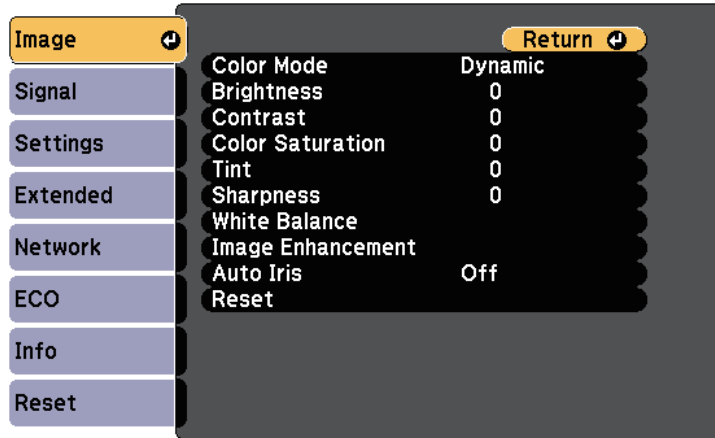 Image
Signal
Settings
Extended
Network
ECO
Info
Reset
Return
Color Mode Dynamic
Brightness 0
Contrast 0
Color Saturation 0
Tint 0
Sharpness 0
White Balance
Image Enhancement
Auto Iris Off
Reset